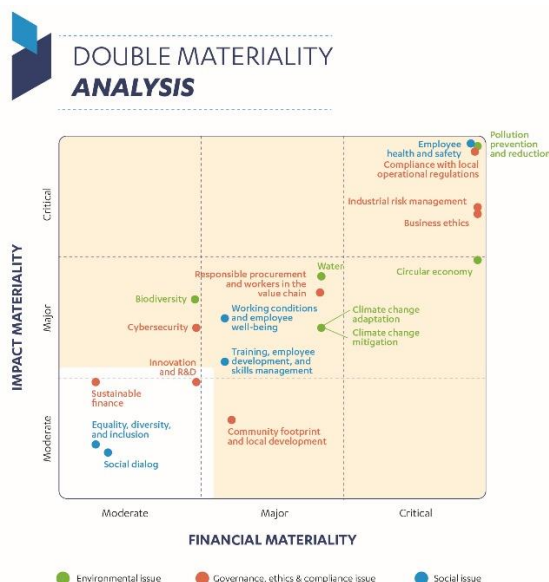 DOUBLE MATERIALITY
ANALYSIS
Pollution
prevention
and reduction
Employee
health and safety
Compliance with local
operational regulations
Industrial risk management
Business ethics
Circular economy
Water
Responsible procurement
and workers in the
value chain
Biodiversity
Working conditions
and employee
well-being
Climate change
adaptation
Climate change
mitigation
Cybersecurity
Training, employee
development, and
skills management
Innovation
and R&D
Sustainable
finance
Equality, diversity,
and inclusion
Social dialog
Community footprint
and local development
IMPACT MATERIALITY
Critical
Major
Moderate
Moderate
Major
Critical
FINANCIAL MATERIALITY
Environmental issue
Governance, ethics & compliance issue
Social issue